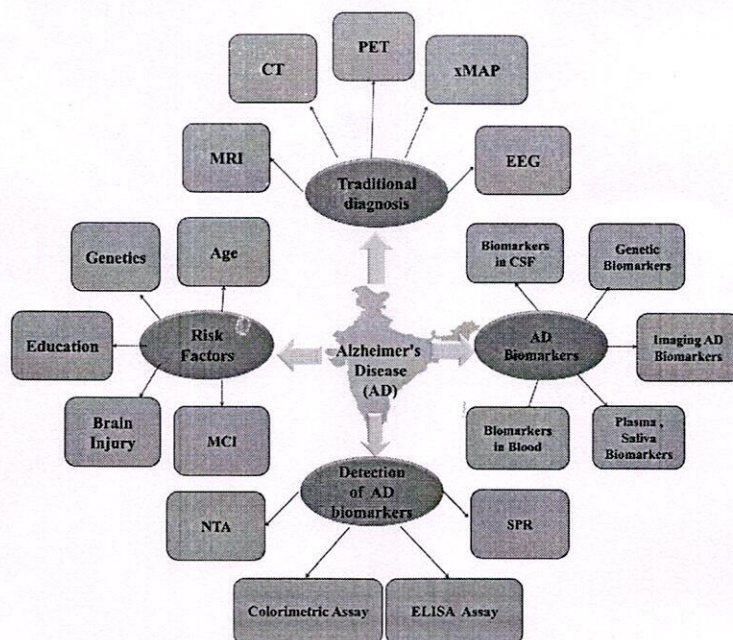 PET
CT
xMAP
MRI
EEG
Traditional
diagnosis
Genetics
Age
Education
Risk
Factors
Brain
Injury
MCI
Alzheimer's
Disease
(AD)
Biomarkers
in CSF
Genetic
Biomarkers
AD
Biomarkers
Imaging AD
Biomarkers
Biomarkers
in Blood
Plasma ,
Saliva
Biomarkers
Detection
of AD
biomarkers
NTA
SPR
Colorimetric Assay
ELISA Assay